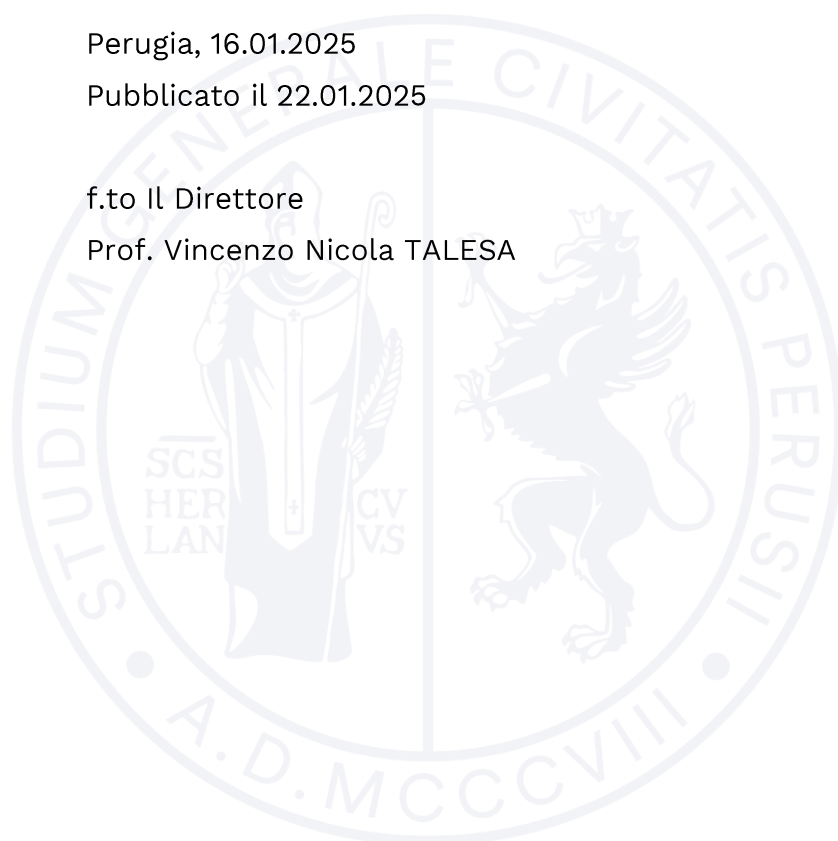 Perugia, 16.01.2025
Pubblicato il 22.01.2025
f.to Il Direttore
Prof. Vincenzo Nicola TALESA
STUDIUM GENERALE CIVITATIS PERUSII
SCS
HER CV
LAN VS
A.D. MCCCVIII